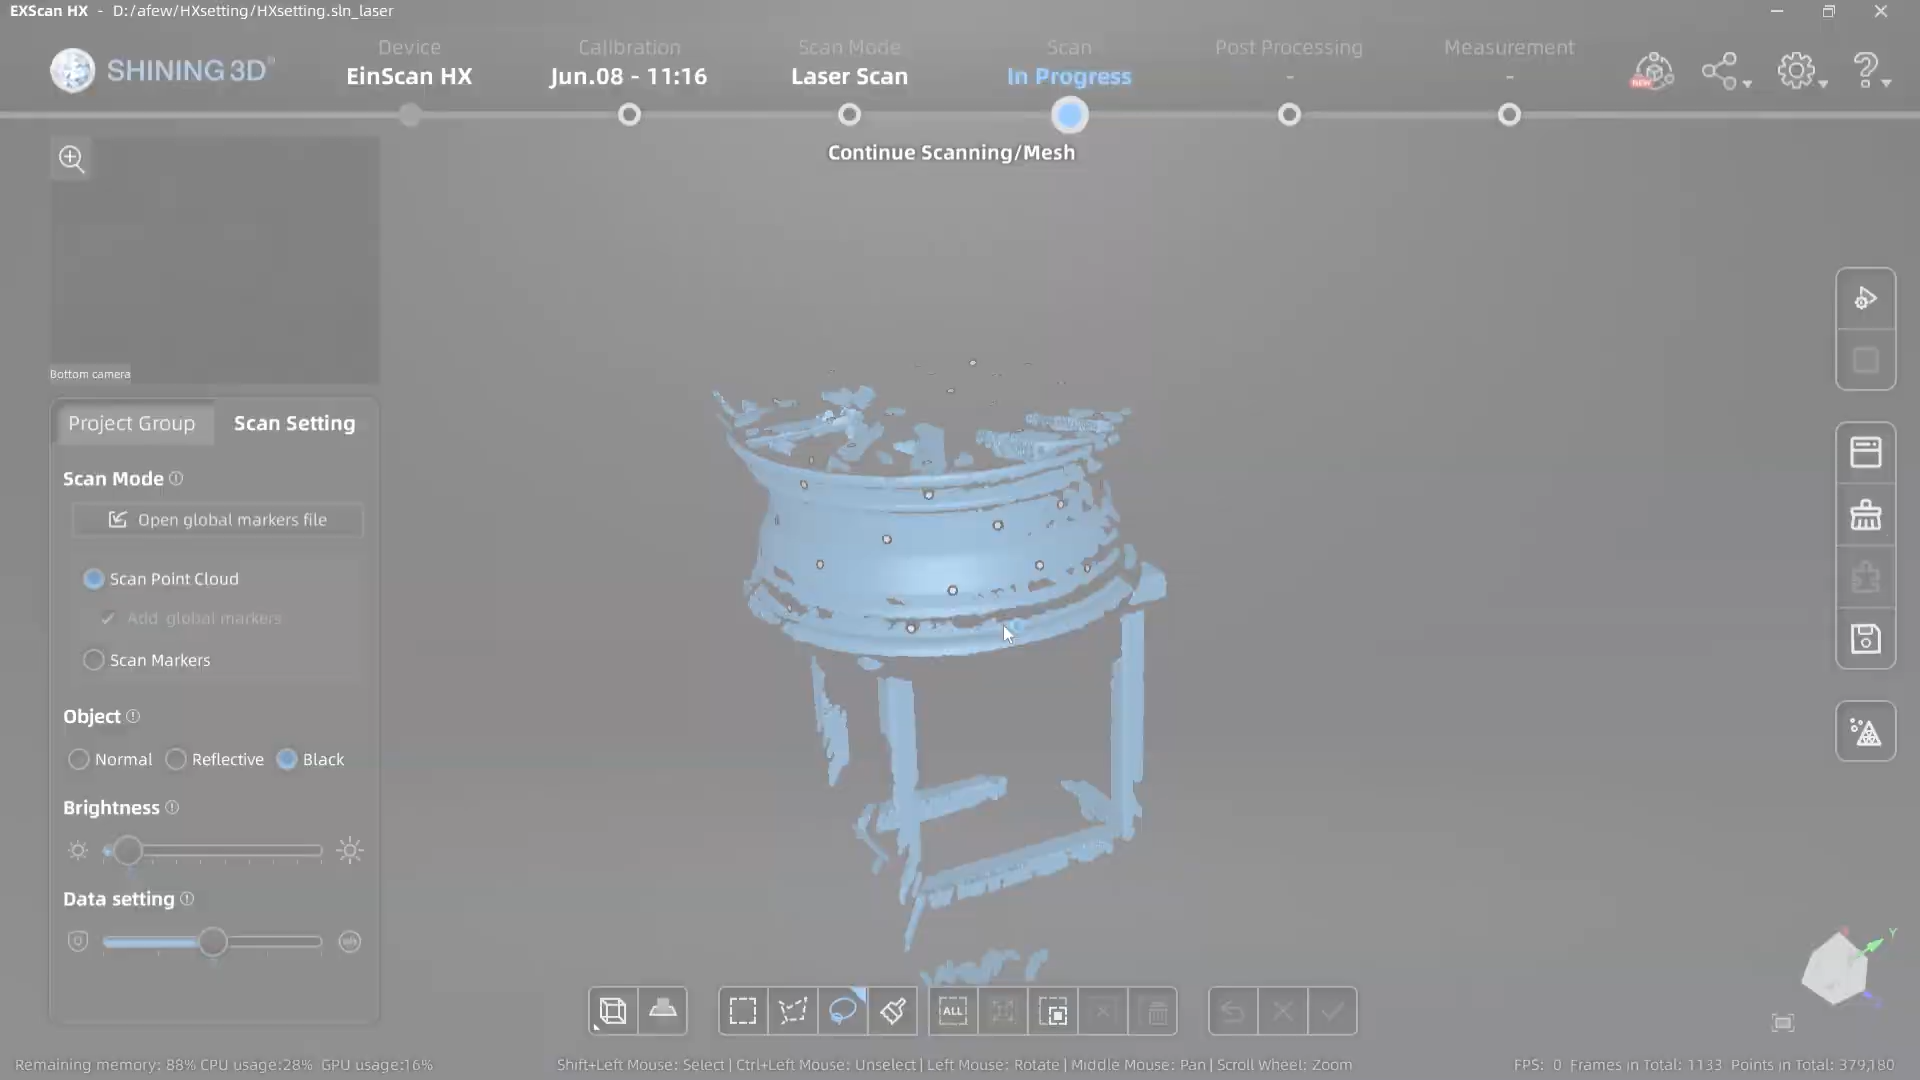 EXScan HX - D:/afew/HXsetting/HXsetting.sln_laser
SHINING 3D®
Device
EinScan HX
Calibration
Jun.08 - 11:16
Scan Mode
Laser Scan
Scan
In Progress
Post Processing
-
Measurement
-
NEW
Continue Scanning/Mesh
Bottom camera
Project Group
Scan Setting
Scan Mode
Open global markers file
Scan Point Cloud
Add global markers
Scan Markers
Object
Normal
Reflective
Black
Brightness
Data setting
ALL
Y
Remaining memory: 88% CPU usage:28% GPU usage:16%
Shift+Left Mouse: Select | Ctrl+Left Mouse: Unselect | Left Mouse: Rotate | Middle Mouse: Pan | Scroll Wheel: Zoom
FPS: 0 Frames in Total: 1133 Points in Total: 379,180